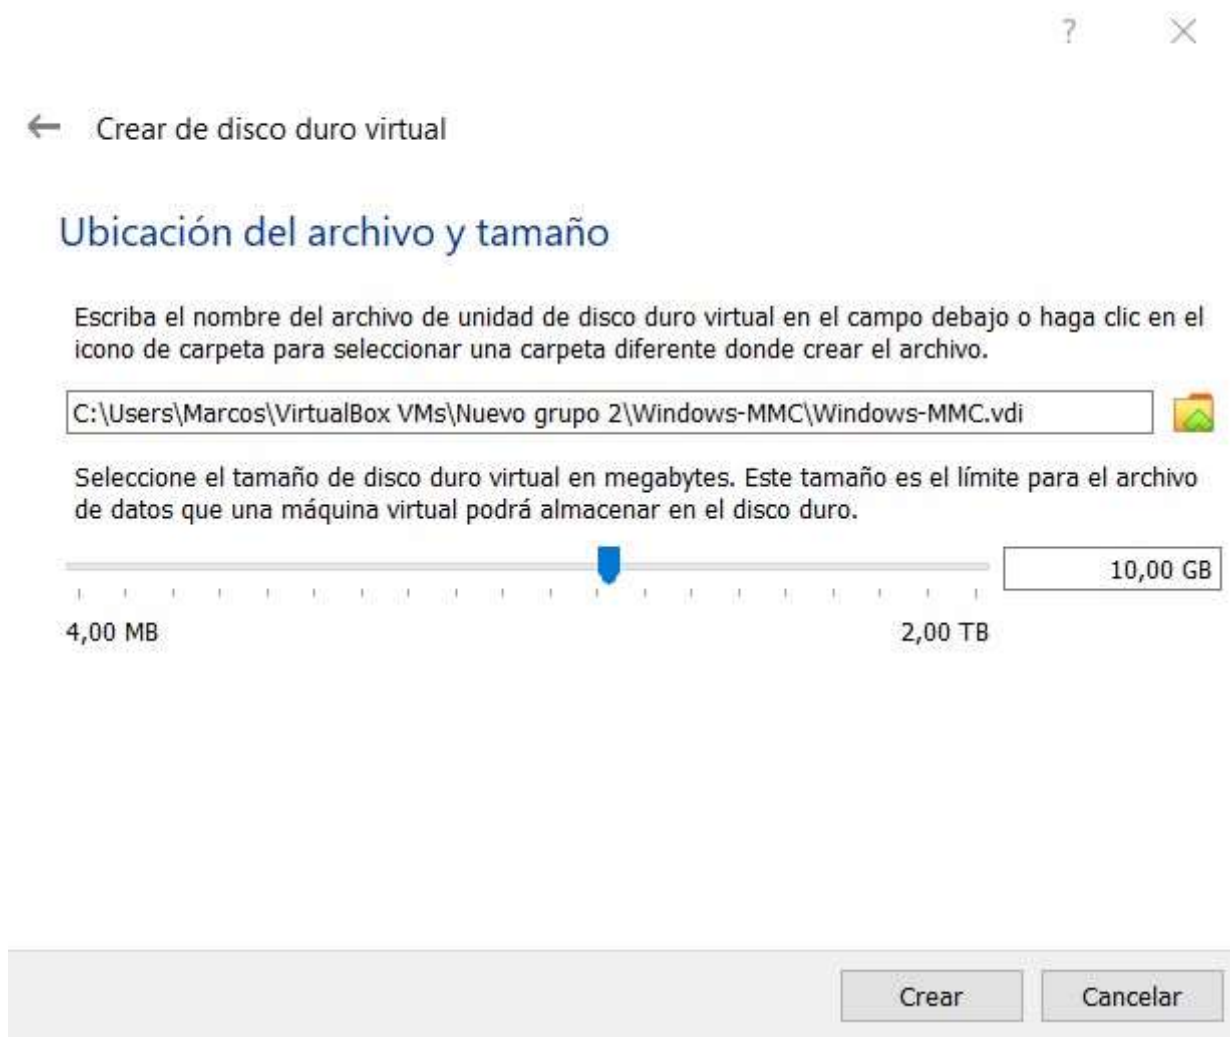 ?
Crear de disco duro virtual
Ubicación del archivo y tamaño
Escriba el nombre del archivo de unidad de disco duro virtual en el campo debajo o haga clic en el
icono de carpeta para seleccionar una carpeta diferente donde crear el archivo.
C:\Users\Marcos\VirtualBox VMs\Nuevo grupo 2\Windows-MMC\Windows-MMC.vdi
Seleccione el tamaño de disco duro virtual en megabytes. Este tamaño es el límite para el archivo
de datos que una máquina virtual podrá almacenar en el disco duro.
10,00 GB
4,00 MB 2,00 TB
Crear Cancelar